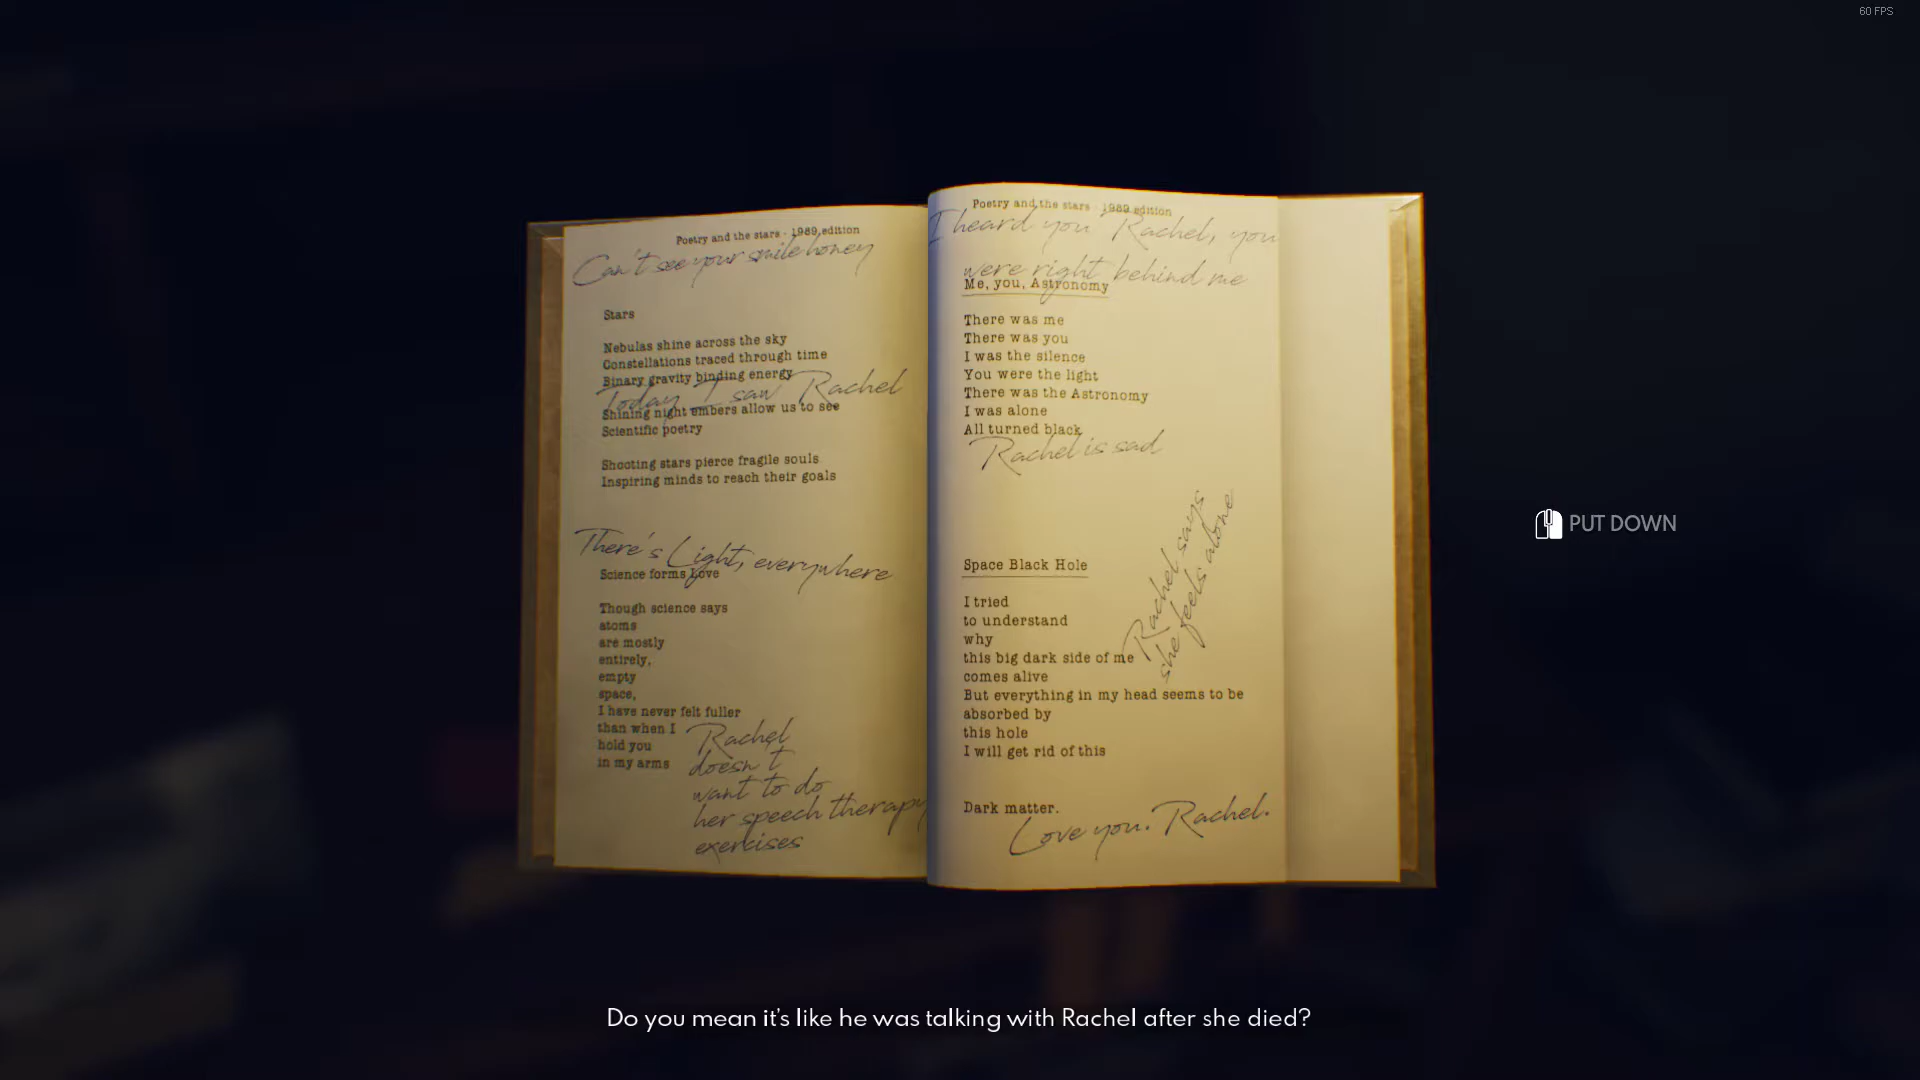 60 FPS
Poetry and the stars - 1989 edition
Can't see your smile honey
Stars
Nebulas shine across the sky
Constellations traced through time
Binary gravity binding energy
Today I saw Rachel
Shining night embers allow us to see
Scientific poetry
Shooting stars pierce fragile souls
Inspiring minds to reach their goals
There's Light, everywhere
Science forms Love
Though science says
atoms
are mostly
entirely,
empty
space,
I have never felt fuller
than when I
hold you
in my arms
Rachel
doesn't
want to do
her speech therapy
exercises
Poetry and the stars - 1989 edition
I heard you Rachel, you
were right behind me
Me, you, Astronomy
There was me
There was you
I was the silence
You were the light
There was the Astronomy
I was alone
All turned black
Rachel is sad
Rachel says
she feels alone
Space Black Hole
I tried
to understand
why
this big dark side of me
comes alive
But everything in my head seems to be
absorbed by
this hole
I will get rid of this
Dark matter.
Love you. Rachel.
PUT DOWN
Do you mean it's like he was talking with Rachel after she died?